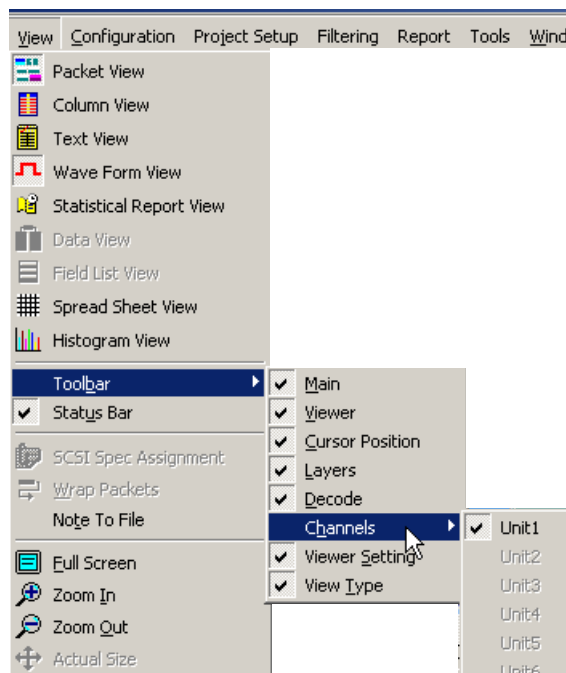 View Configuration Project Setup Filtering Report Tools Wind
Packet View
Column View
Text View
Wave Form View
Statistical Report View
Data View
Field List View
Spread Sheet View
Histogram View
Toolbar
Status Bar
SCSI Spec Assignment
Wrap Packets
Note To File
Full Screen
Zoom In
Zoom Out
Actual Size
Main
Viewer
Cursor Position
Layers
Decode
Channels
Viewer Setting
View Type
Unit1
Unit2
Unit3
Unit4
Unit5
Unit6